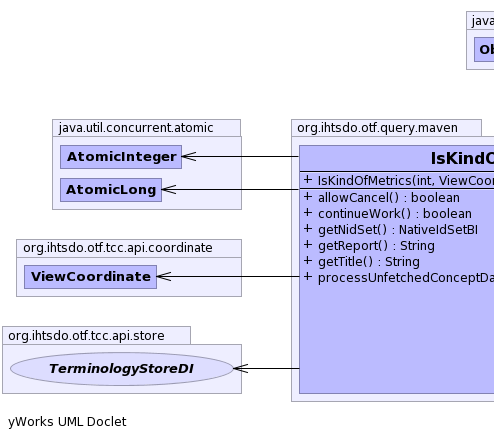 java
Ob
java.util.concurrent.atomic
AtomicInteger
AtomicLong
org.ihtsdo.otf.query.maven
IsKindO
+ IsKindOfMetrics(int, ViewCoor
+ allowCancel() : boolean
+ continueWork() : boolean
+ getNidSet() : NativeIdSetBI
+ getReport() : String
+ getTitle() : String
+ processUnfetchedConceptDa
org.ihtsdo.otf.tcc.api.coordinate
ViewCoordinate
org.ihtsdo.otf.tcc.api.store
TerminologyStoreDI
yWorks UML Doclet